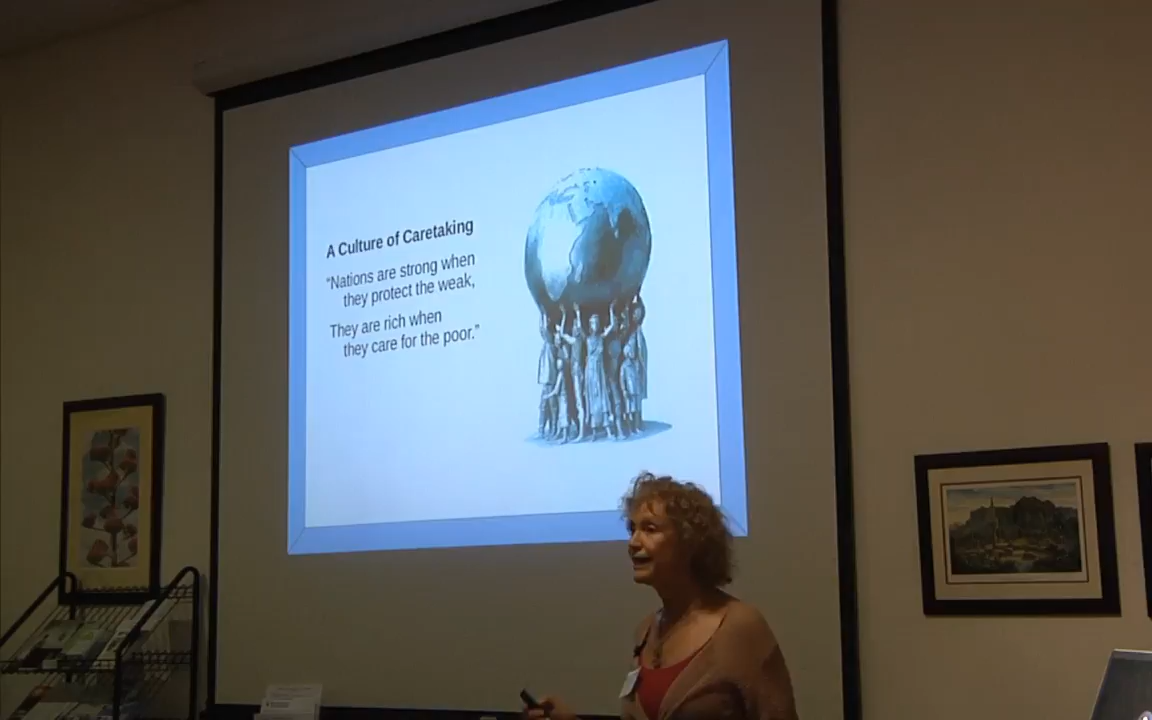 A Culture of Caretaking
“Nations are strong when
they protect the weak,
They are rich when
they care for the poor.”